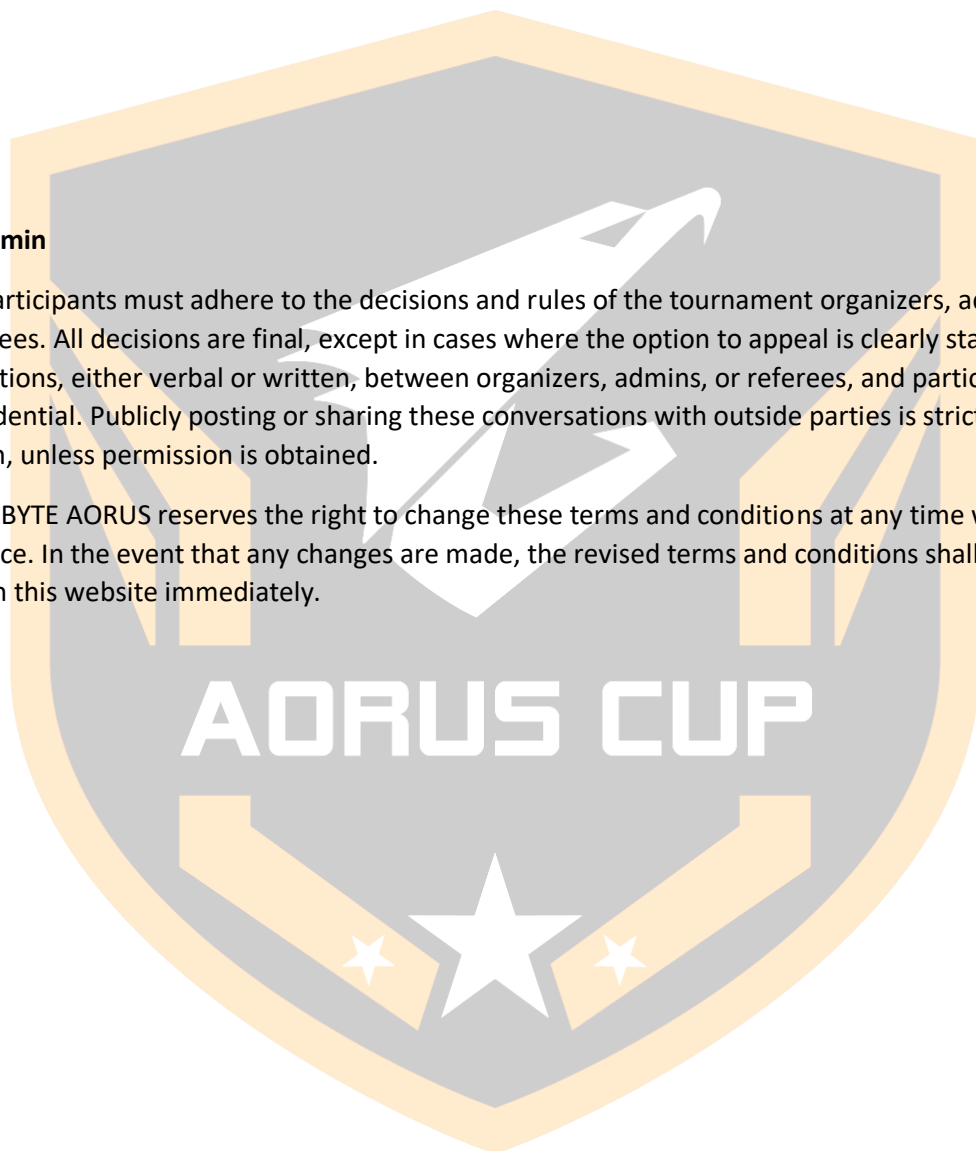 min
articipants must adhere to the decisions and rules of the tournament organizers, ad
ees. All decisions are final, except in cases where the option to appeal is clearly sta
tions, either verbal or written, between organizers, admins, or referees, and partic
dential. Publicly posting or sharing these conversations with outside parties is strict
n, unless permission is obtained.
BYTE AORUS reserves the right to change these terms and conditions at any time w
ce. In the event that any changes are made, the revised terms and conditions shall
n this website immediately.
AORUS CUP